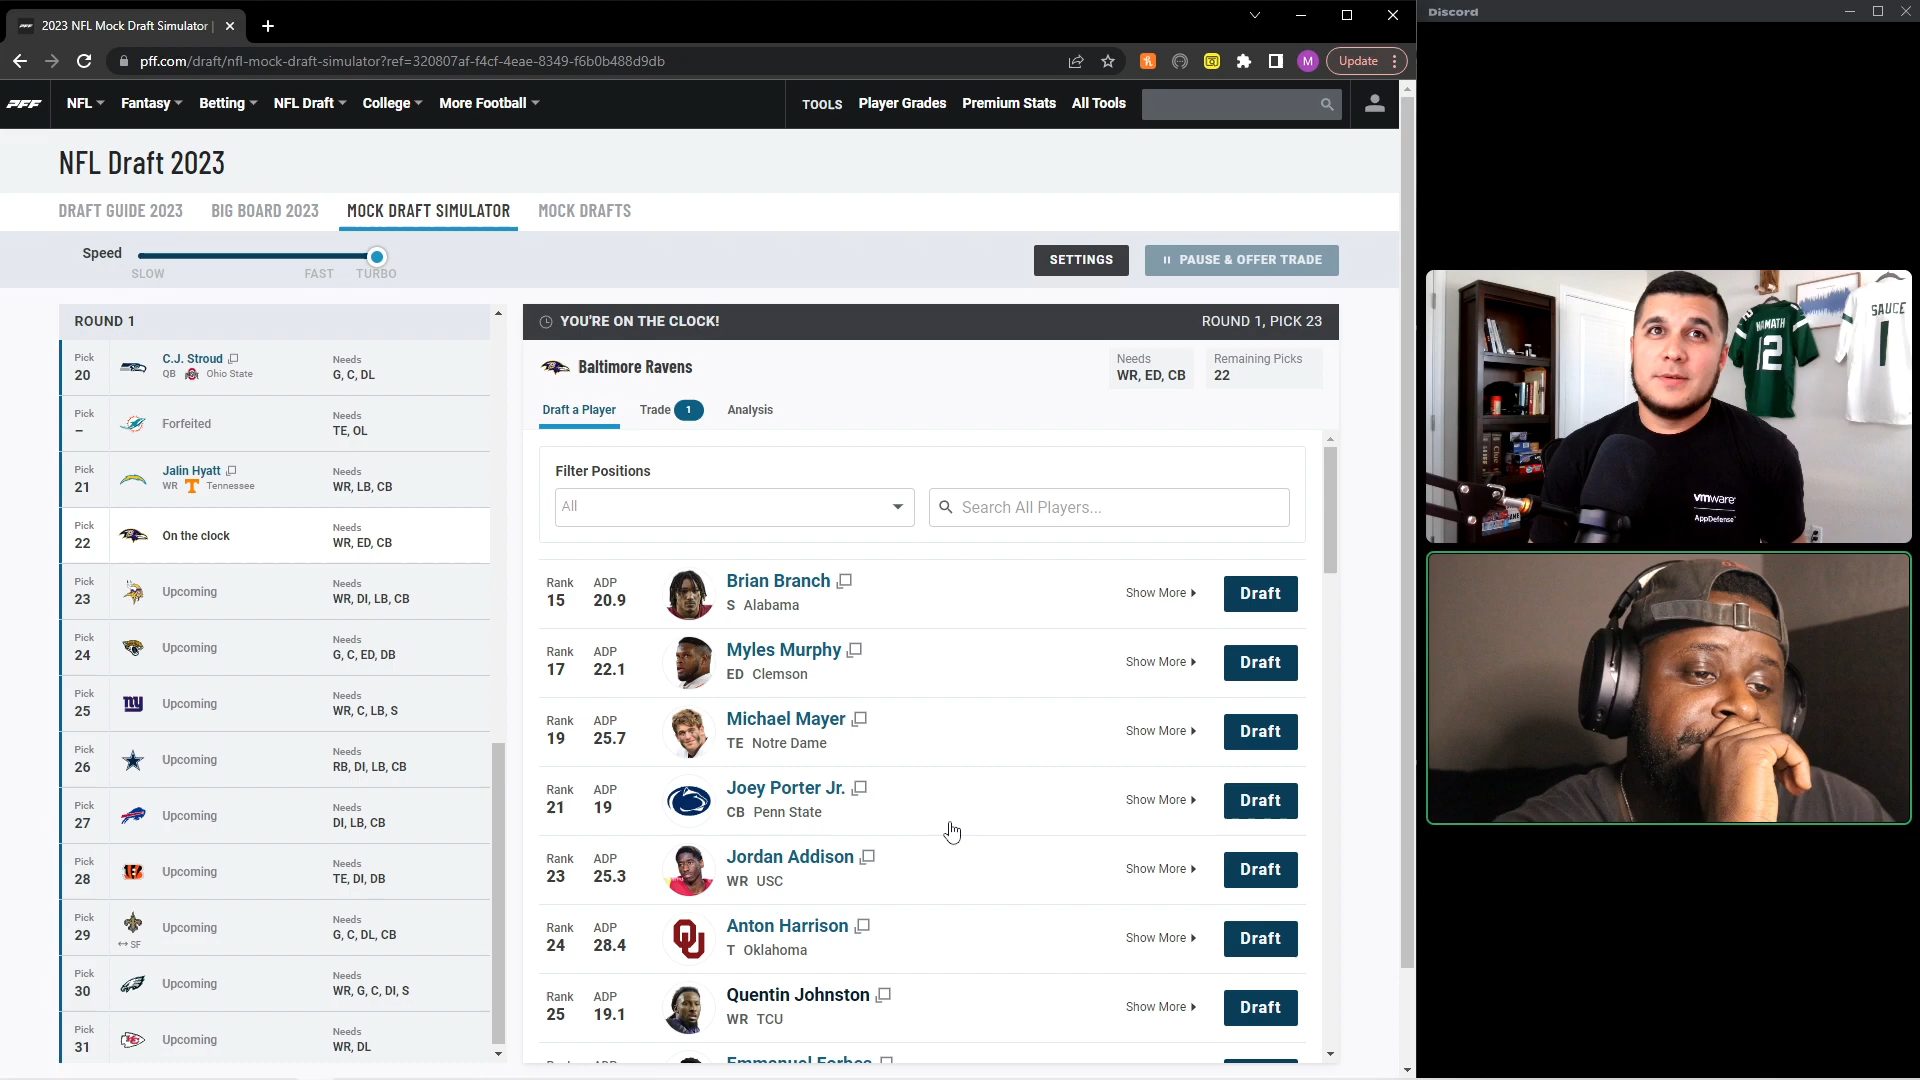 2023 NFL Mock Draft Simulator |
Discord
pff.com/draft/nfl-mock-draft-simulator?ref=320807af-f4cf-4eae-8349-f6b0b488d9db
M
Update
PFF
NFL
Fantasy
Betting
NFL Draft
College
More Football
TOOLS
Player Grades
Premium Stats
All Tools
NFL Draft 2023
DRAFT GUIDE 2023
BIG BOARD 2023
MOCK DRAFT SIMULATOR
MOCK DRAFTS
Speed
SLOW
FAST
TURBO
SETTINGS
PAUSE & OFFER TRADE
ROUND 1
Pick
20
C.J. Stroud
QB Ohio State
Needs
G, C, DL
Pick
–
Forfeited
Needs
TE, OL
Pick
21
Jalin Hyatt
WR Tennessee
Needs
WR, LB, CB
Pick
22
On the clock
Needs
WR, ED, CB
Pick
23
Upcoming
Needs
WR, DI, LB, CB
Pick
24
Upcoming
Needs
G, C, ED, DB
Pick
25
ny
Upcoming
Needs
WR, C, LB, S
Pick
26
Upcoming
Needs
RB, DI, LB, CB
Pick
27
Upcoming
Needs
DI, LB, CB
Pick
28
Upcoming
Needs
TE, DI, DB
Pick
29
SF
Upcoming
Needs
G, C, DL, CB
Pick
30
Upcoming
Needs
WR, G, C, DI, S
Pick
31
Upcoming
Needs
WR, DL
YOU'RE ON THE CLOCK!
ROUND 1, PICK 23
Baltimore Ravens
Needs
WR, ED, CB
Remaining Picks
22
Draft a Player
Trade 1
Analysis
Filter Positions
All
Search All Players...
Rank
15
ADP
20.9
Brian Branch
S Alabama
Show More
Draft
Rank
17
ADP
22.1
Myles Murphy
ED Clemson
Show More
Draft
Rank
19
ADP
25.7
Michael Mayer
TE Notre Dame
Show More
Draft
Rank
21
ADP
19
Joey Porter Jr.
CB Penn State
Show More
Draft
Rank
23
ADP
25.3
Jordan Addison
WR USC
Show More
Draft
Rank
24
ADP
28.4
Anton Harrison
T Oklahoma
Show More
Draft
Rank
25
ADP
19.1
Quentin Johnston
WR TCU
Show More
Draft
Emmanuel Forbes
NAMATH
12
SAUCE
1
vmware
AppDefense